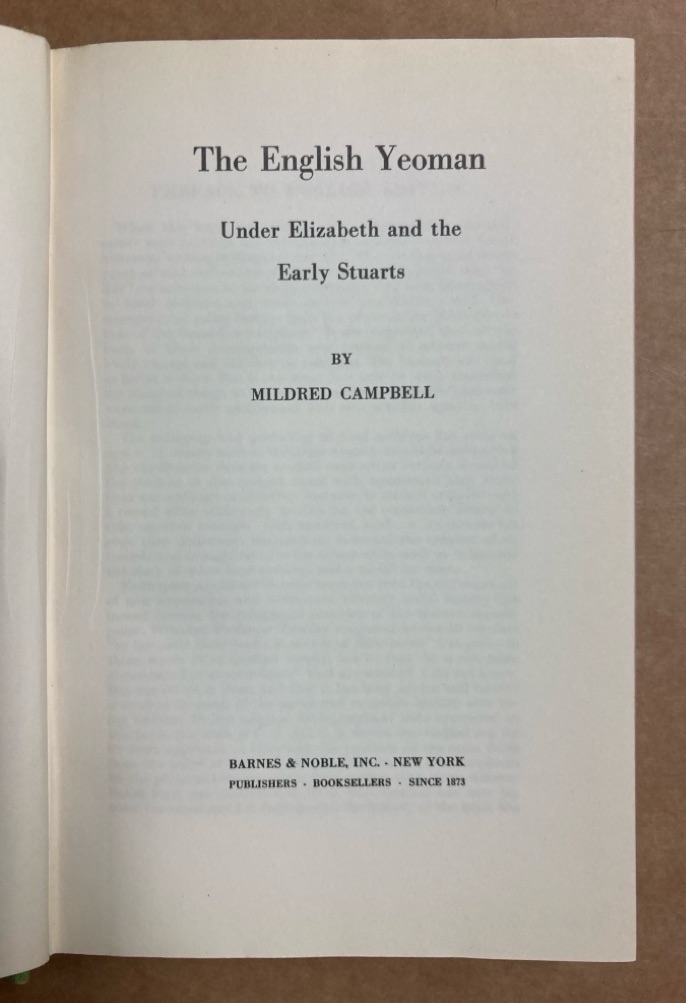 The English Yeoman
Under Elizabeth and the
Early Stuarts
BY
MILDRED CAMPBELL
BARNES & NOBLE, INC. · NEW YORK
PUBLISHERS · BOOKSELLERS · SINCE 1873